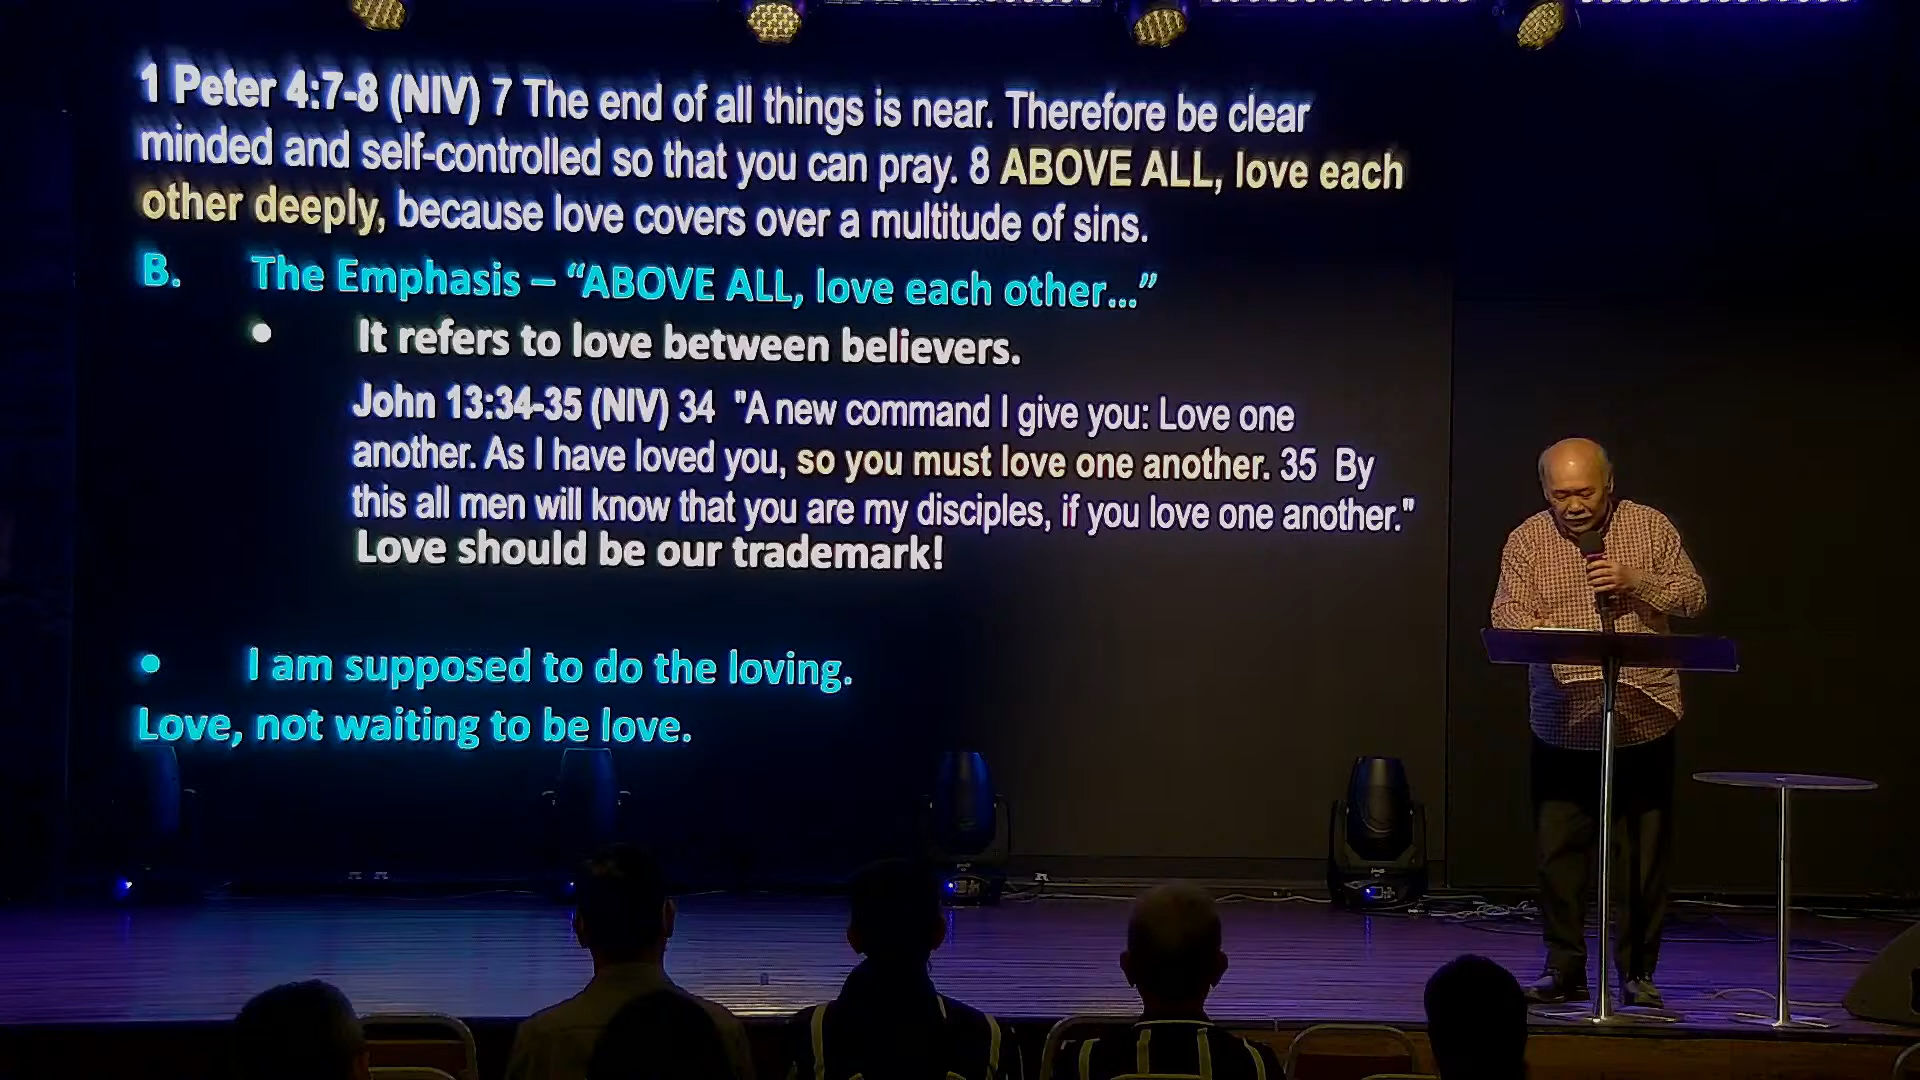 1 Peter 4:7-8 (NIV) 7 The end of all things is near. Therefore be clear
minded and self-controlled so that you can pray. 8 ABOVE ALL, love each
other deeply, because love covers over a multitude of sins.
B. The Emphasis – “ABOVE ALL, love each other...”
• It refers to love between believers.
John 13:34-35 (NIV) 34 "A new command I give you: Love one
another. As I have loved you, so you must love one another. 35 By
this all men will know that you are my disciples, if you love one another."
Love should be our trademark!
• I am supposed to do the loving.
Love, not waiting to be love.